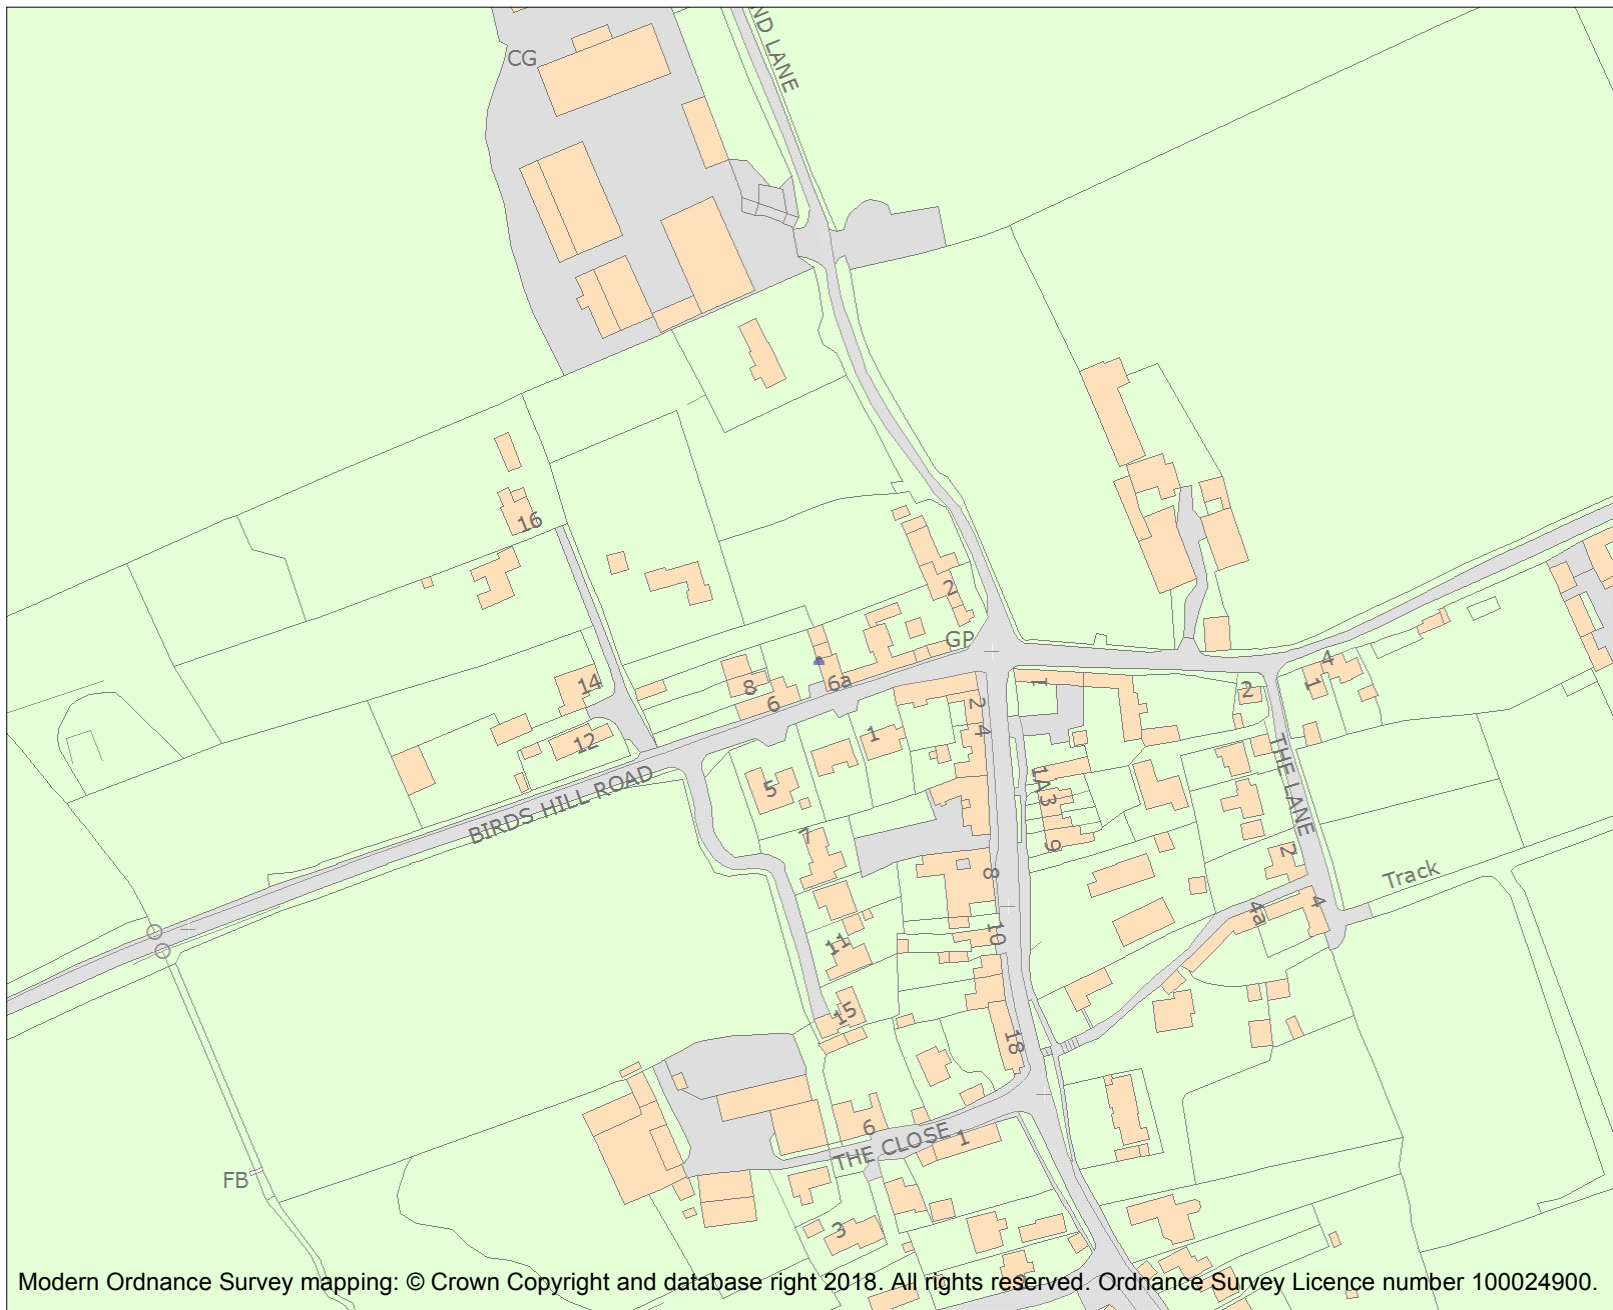 CG
ND LANE
16
2
GP
14
8
6
6a
12
2
4
1
1
5
7
1A
3
9
2
4
1
THE LANE
2
BIRDS HILL ROAD
8
Track
4a
4
10
11
15
18
6
1
THE CLOSE
3
FB
Modern Ordnance Survey mapping: © Crown Copyright and database right 2018. All rights reserved. Ordnance Survey Licence number 100024900.